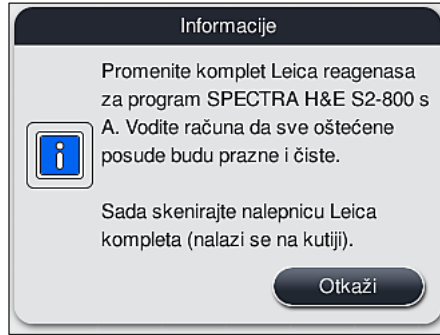 Informacije
Promenite komplet Leica reagenasa
za program SPECTRA H&E S2-800 s
A. Vodite računa da sve oštećene
posude budu prazne i čiste.
Sada skenirajte nalepnicu Leica
kompleta (nalazi se na kutiji).
Otkaži